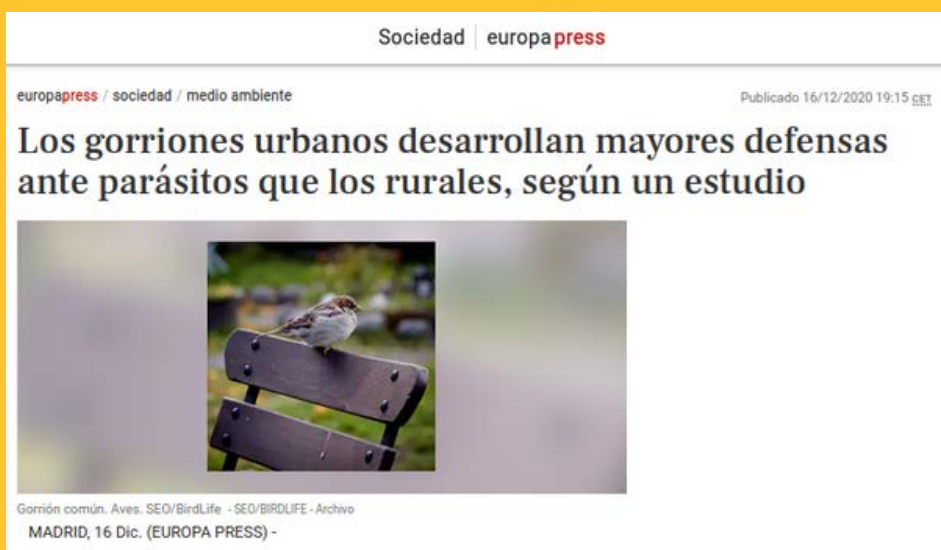 Sociedad europapress
europapress / sociedad / medio ambiente
Publicado 16/12/2020 19:15 CET
Los gorriones urbanos desarrollan mayores defensas
ante parásitos que los rurales, según un estudio
Gorrión común. Aves. SEO/BirdLife - SEO/BIRDLIFE - Archivo
MADRID, 16 Dic. (EUROPA PRESS) -